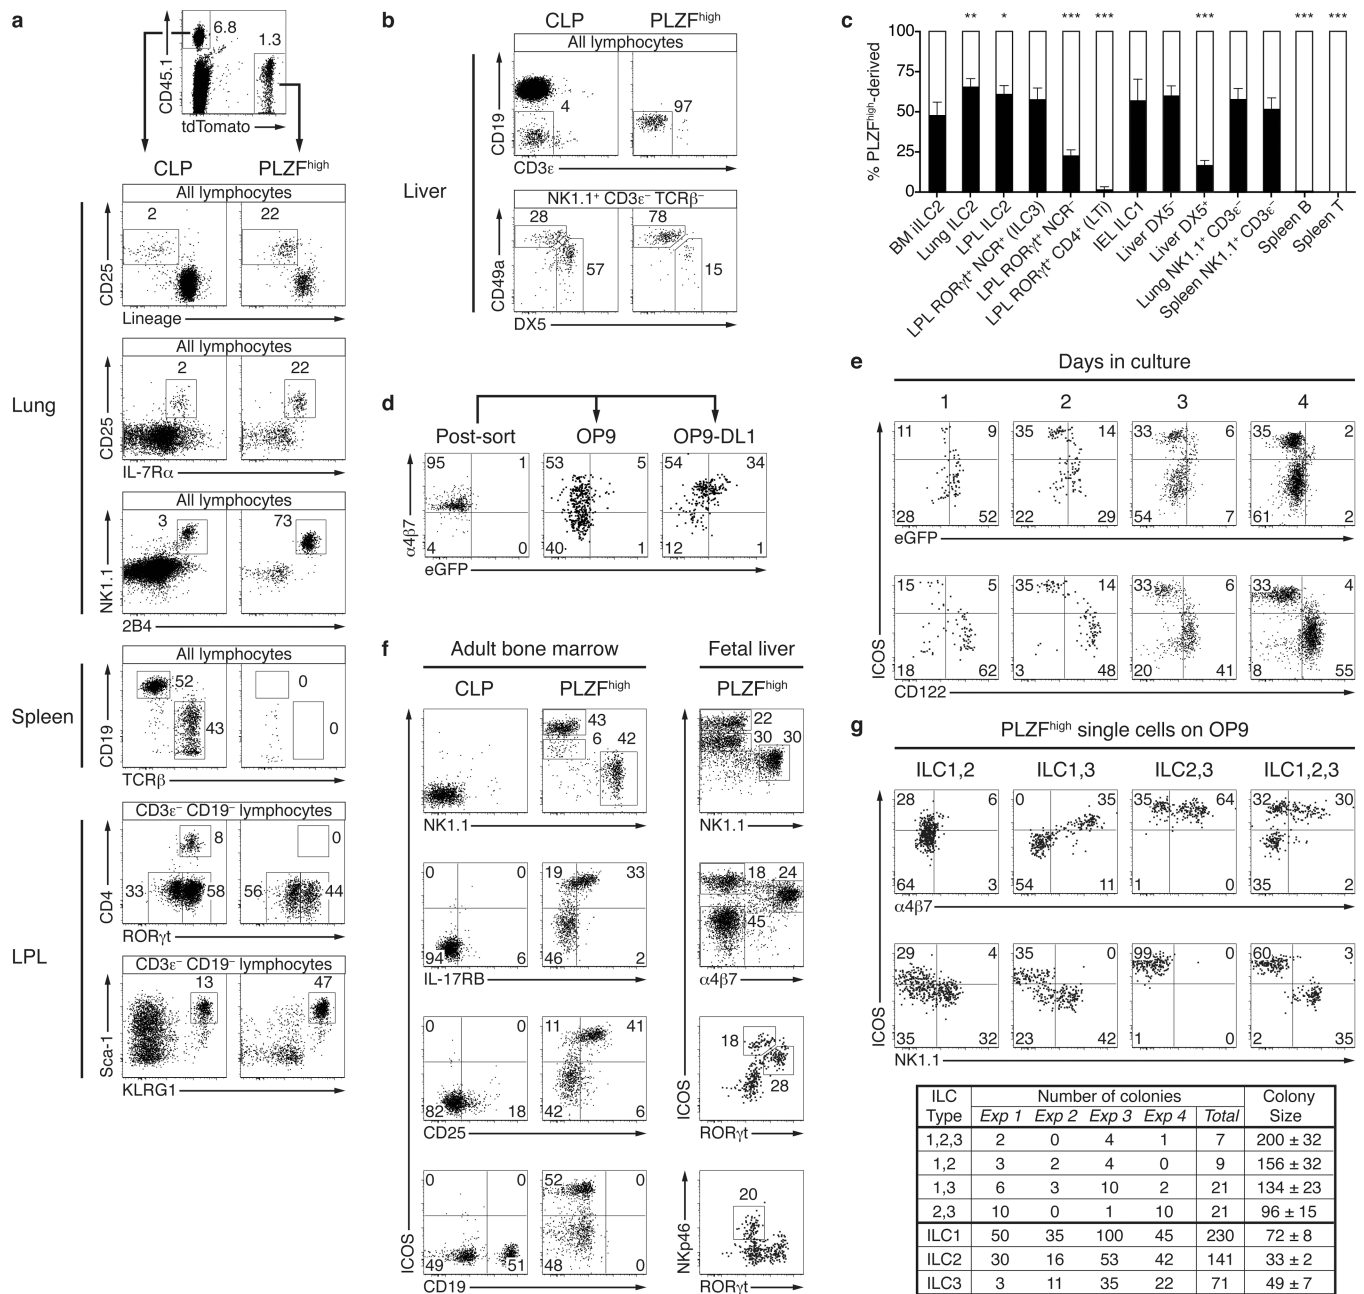 a
CD45.1
6.8
1.3
tdTomato
CLP
PLZFhigh
Lung
All lymphocytes
CD25
2
22
Lineage
All lymphocytes
CD25
2
22
IL-7Rα
All lymphocytes
NK1.1
3
73
2B4
Spleen
All lymphocytes
CD19
52
43
0
0
TCRβ
LPL
CD3ε– CD19– lymphocytes
CD4
8
0
33
58
56
44
RORγt
CD3ε– CD19– lymphocytes
Sca-1
13
47
KLRG1
b
CLP
PLZFhigh
Liver
All lymphocytes
CD19
4
97
CD3ε
NK1.1+ CD3ε– TCRβ–
CD49a
28
57
78
15
DX5
c
% PLZFhigh-derived
100
75
50
25
0
**
*
***
***
***
***
***
BM iILC2
Lung ILC2
LPL ILC2
LPL RORγt+ NCR+ (ILC3)
LPL RORγt+ NCR–
LPL RORγt+ CD4+ (LTi)
IEL ILC1
Liver DX5–
Liver DX5+
Lung NK1.1+ CD3ε–
Spleen NK1.1+ CD3ε–
Spleen B
Spleen T
d
Post-sort
OP9
OP9-DL1
α4β7
95 1
4 0
53 5
40 1
54 34
12 1
eGFP
e
Days in culture
1 2 3 4
ICOS
11 9
28 52
35 14
22 29
33 6
54 7
35 2
61 2
eGFP
15 5
18 62
35 14
3 48
33 6
20 41
33 4
8 55
CD122
f
Adult bone marrow
Fetal liver
CLP
PLZFhigh
PLZFhigh
ICOS
43
6 42
NK1.1
0 0
94 6
19 33
46 2
IL-17RB
0 0
82 18
11 41
42 6
CD25
0 0
49 51
52 0
48 0
CD19
ICOS
22
30 30
NK1.1
18 24
45
α4β7
18
28
RORγt
NKp46
20
RORγt
g
PLZFhigh single cells on OP9
ILC1,2
ILC1,3
ILC2,3
ILC1,2,3
ICOS
28 6
64 3
0 35
54 11
35 64
1 0
32 30
35 2
α4β7
29 4
35 32
35 0
23 42
99 0
1 0
60 3
2 35
NK1.1
ILC Type
Number of colonies
Colony Size
Exp 1 Exp 2 Exp 3 Exp 4 Total
1,2,3 2 0 4 1 7 200 ± 32
1,2 3 2 4 0 9 156 ± 32
1,3 6 3 10 2 21 134 ± 23
2,3 10 0 1 10 21 96 ± 15
ILC1 50 35 100 45 230 72 ± 8
ILC2 30 16 53 42 141 33 ± 2
ILC3 3 11 35 22 71 49 ± 7